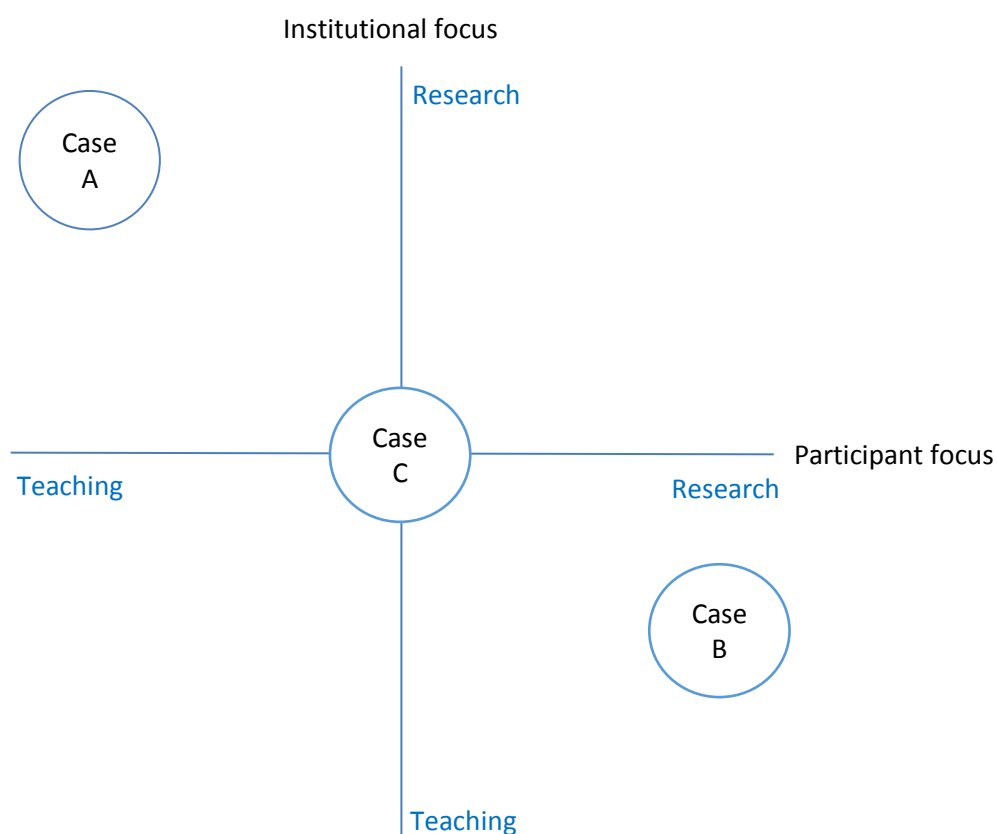 Institutional focus
Research
Case
A
Case
C
Participant focus
Teaching
Research
Case
B
Teaching